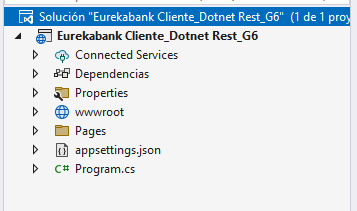 Solución "Eurekabank Cliente_Dotnet Rest_G6" (1 de 1 proy
Eurekabank Cliente_Dotnet Rest_G6
Connected Services
Dependencias
Properties
wwwroot
Pages
appsettings.json
C# Program.cs